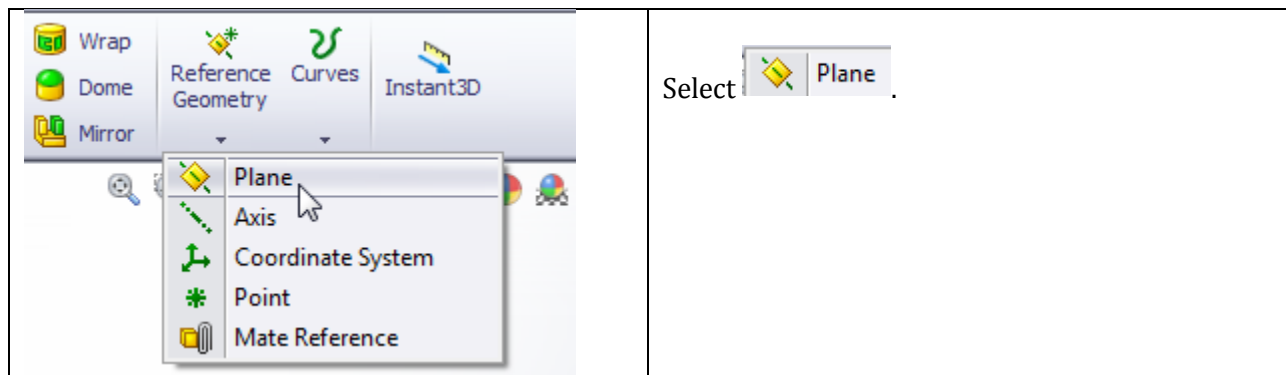 Wrap
Dome
Mirror
Reference
Geometry
Curves
Instant3D
Plane
Axis
Coordinate System
Point
Mate Reference
Select Plane.